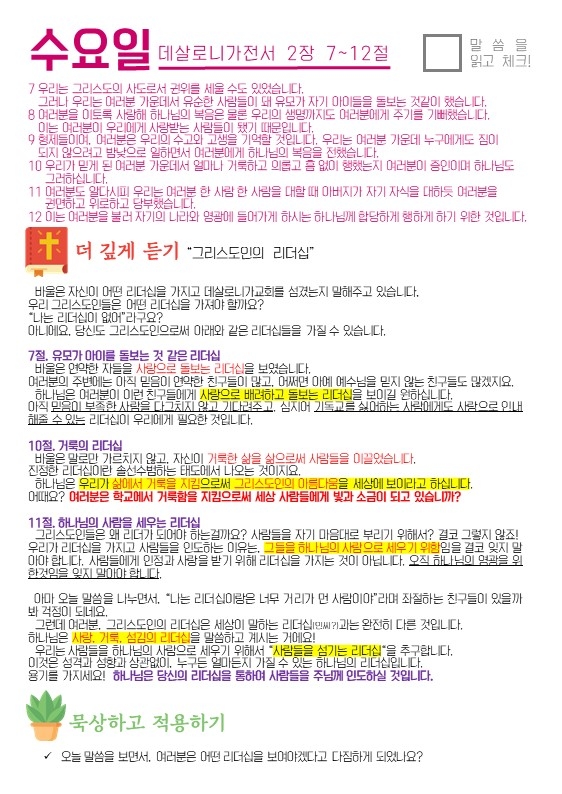 수요일 데살로니가전서 2장 7~12절
말 씀 을
읽고 체크!
7 우리는 그리스도의 사도로서 권위를 세울 수도 있었습니다.
그러나 우리는 여러분 가운데서 유순한 사람들이 돼 유모가 자기 아이들을 돌보는 것같이 했습니다.
8 여러분을 이토록 사랑해 하나님의 복음은 물론 우리의 생명까지도 여러분에게 주기를 기뻐했습니다.
이는 여러분이 우리에게 사랑받는 사람들이 됐기 때문입니다.
9 형제들이여, 여러분은 우리의 수고와 고생을 기억할 것입니다. 우리는 여러분 가운데 누구에게도 짐이
되지 않으려고 밤낮으로 일하면서 여러분에게 하나님의 복음을 전했습니다.
10 우리가 믿게 된 여러분 가운데서 얼마나 거룩하고 의롭고 흠 없이 행했는지 여러분이 증인이며 하나님도
그러하십니다.
11 여러분도 알다시피 우리는 여러분 한 사람 한 사람을 대할 때 아버지가 자기 자식을 대하듯 여러분을
권면하고 위로하고 당부했습니다.
12 이는 여러분을 불러 자기의 나라와 영광에 들어가게 하시는 하나님께 합당하게 행하게 하기 위한 것입니다.
더 깊게 듣기 “그리스도인의 리더십”
바울은 자신이 어떤 리더십을 가지고 데살로니가교회를 섬겼는지 말해주고 있습니다.
우리 그리스도인들은 어떤 리더십을 가져야 할까요?
“나는 리더십이 없어”라구요?
아니에요. 당신도 그리스도인으로써 아래와 같은 리더십들을 가질 수 있습니다.
7절. 유모가 아이를 돌보는 것 같은 리더십
바울은 연약한 자들을 사랑으로 돌보는 리더십을 보였습니다.
여러분의 주변에는 아직 믿음이 연약한 친구들이 많고, 어쩌면 아예 예수님을 믿지 않는 친구들도 많겠지요.
하나님은 여러분이 이런 친구들에게 사랑으로 배려하고 돌보는 리더십을 보이길 원하십니다.
아직 믿음이 부족한 사람을 다그치지 않고 기다려주고, 심지어 기독교를 싫어하는 사람에게도 사랑으로 인내
해줄 수 있는 리더십이 우리에게 필요한 것입니다.
10절. 거룩의 리더십
바울은 말로만 가르치지 않고, 자신이 거룩한 삶을 삶으로써 사람들을 이끌었습니다.
진정한 리더십이란 솔선수범하는 태도에서 나오는 것이지요.
하나님은 우리가 삶에서 거룩을 지킴으로써 그리스도인의 아름다움을 세상에 보이라고 하십니다.
어때요? 여러분은 학교에서 거룩함을 지킴으로써 세상 사람들에게 빛과 소금이 되고 있습니까?
11절. 하나님의 사람을 세우는 리더십
그리스도인들은 왜 리더가 되어야 하는걸까요? 사람들을 자기 마음대로 부리기 위해서? 결코 그렇지 않죠!
우리가 리더십을 가지고 사람들을 인도하는 이유는, 그들을 하나님의 사람으로 세우기 위함임을 결코 잊지 말
아야 합니다. 사람들에게 인정과 사랑을 받기 위해 리더십을 가지는 것이 아닙니다. 오직 하나님의 영광을 위
한것임을 잊지 말아야 합니다.
아마 오늘 말씀을 나누면서, “나는 리더십이랑은 너무 거리가 먼 사람이야”라며 좌절하는 친구들이 있을까
봐 걱정이 되네요.
그런데 여러분, 그리스도인의 리더십은 세상이 말하는 리더십(인싸?)과는 완전히 다른 것입니다.
하나님은 사랑, 거룩, 섬김의 리더십을 말씀하고 계시는 거에요!
우리는 사람들을 하나님의 사람으로 세우기 위해서 “사람들을 섬기는 리더십“을 추구합니다.
이것은 성격과 성향과 상관없이, 누구든 얼마든지 가질 수 있는 하나님의 리더십입니다.
용기를 가지세요! 하나님은 당신의 리더십을 통하여 사람들을 주님께 인도하실 것입니다.
묵상하고 적용하기
✓ 오늘 말씀을 보면서, 여러분은 어떤 리더십을 보여야겠다고 다짐하게 되었나요?